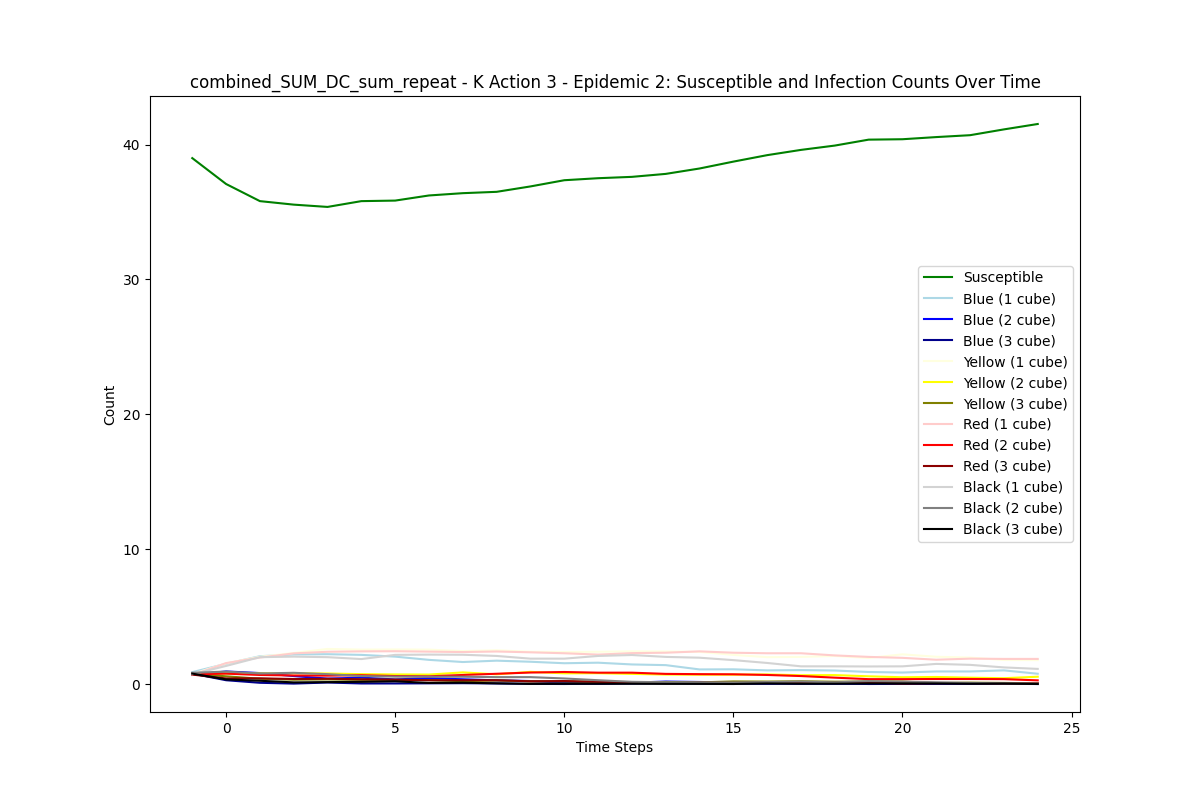 combined_SUM_DC_sum_repeat - K Action 3 - Epidemic 2: Susceptible and Infection Counts Over Time
40
30
20
10
0
Count
Susceptible
Blue (1 cube)
Blue (2 cube)
Blue (3 cube)
Yellow (1 cube)
Yellow (2 cube)
Yellow (3 cube)
Red (1 cube)
Red (2 cube)
Red (3 cube)
Black (1 cube)
Black (2 cube)
Black (3 cube)
0 5 10 15 20 25
Time Steps